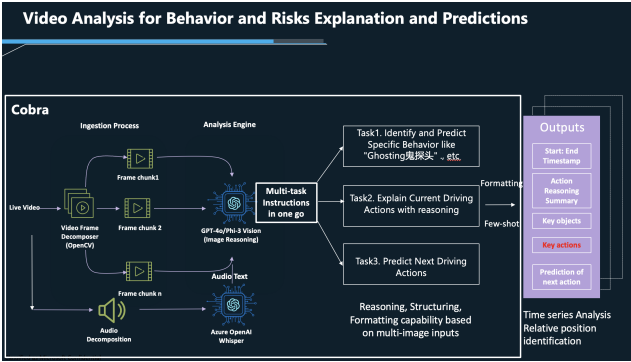 Video Analysis for Behavior and Risks Explanation and Predictions
Cobra
Ingestion Process
Analysis Engine
Live Video
Video Frame
Decomposer
(OpenCV)
Frame chunk1
Frame chunk 2
Frame chunk n
Audio
Decomposition
GPT-4o/Phi-3 Vision
(Image Reasoning)
Audio Text
Azure OpenAI
Whisper
Multi-task
Instructions
in one go
Task1. Identify and Predict
Specific Behavior like
“Ghosting鬼探头” 、etc
Task2. Explain Current Driving
Actions with reasoning
Task3. Predict Next Driving
Actions
Reasoning, Structuring,
Formatting capability based
on multi-image inputs
Formatting
Few-shot
Outputs
Start: End
Timestamp
Action
Reasoning
Summary
Key objects
Key actions
Prediction of
next action
Time series Analysis
Relative position
identification